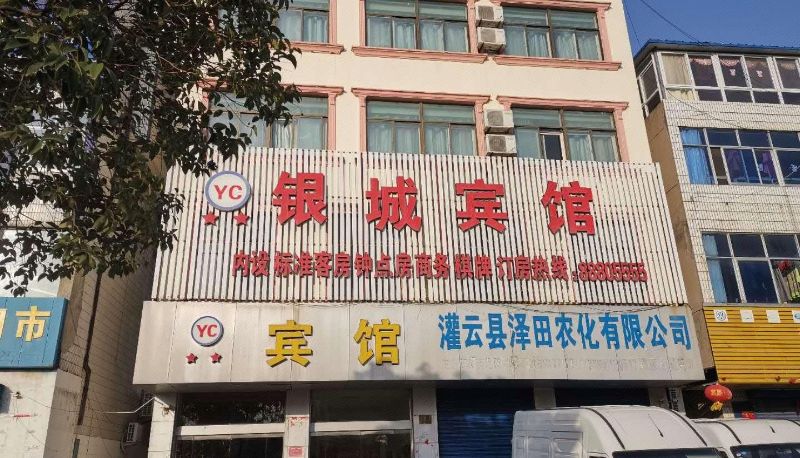 YC
银城宾馆
内设 标准客房 钟点房 商务 棋牌 订房热线:83805555
市
YC
宾馆
灌云县泽田农化有限公司